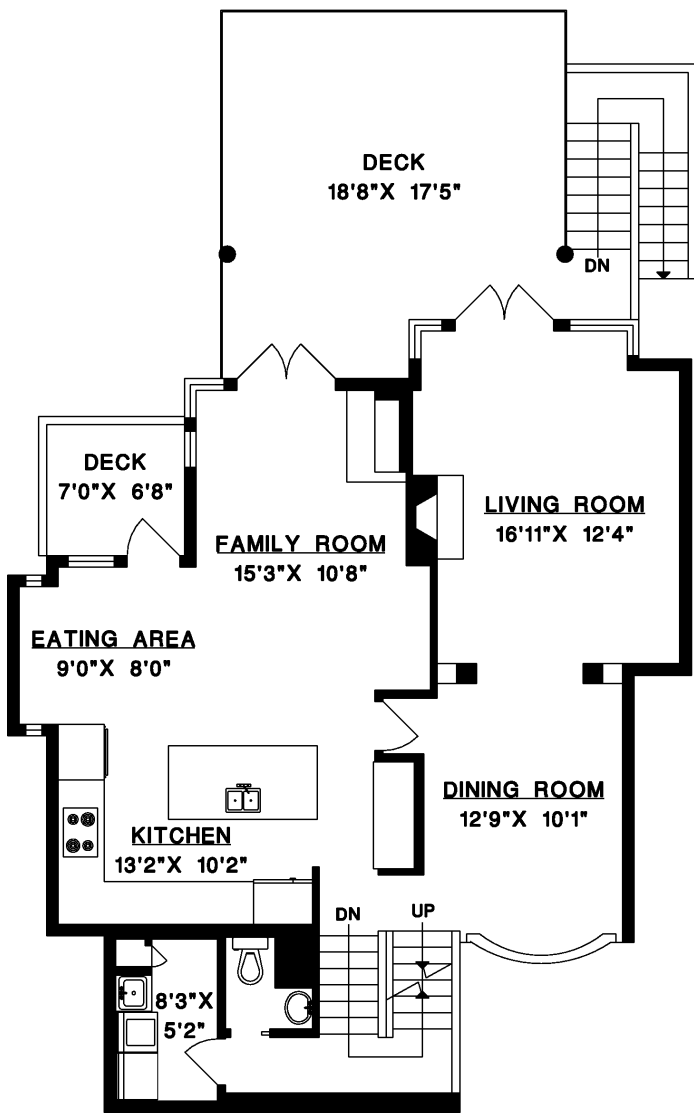 DECK
18'8"X 17'5"
DN
DECK
7'0"X 6'8"
LIVING ROOM
16'11"X 12'4"
FAMILY ROOM
15'3"X 10'8"
EATING AREA
9'0"X 8'0"
DINING ROOM
12'9"X 10'1"
KITCHEN
13'2"X 10'2"
DN
UP
8'3"X
5'2"